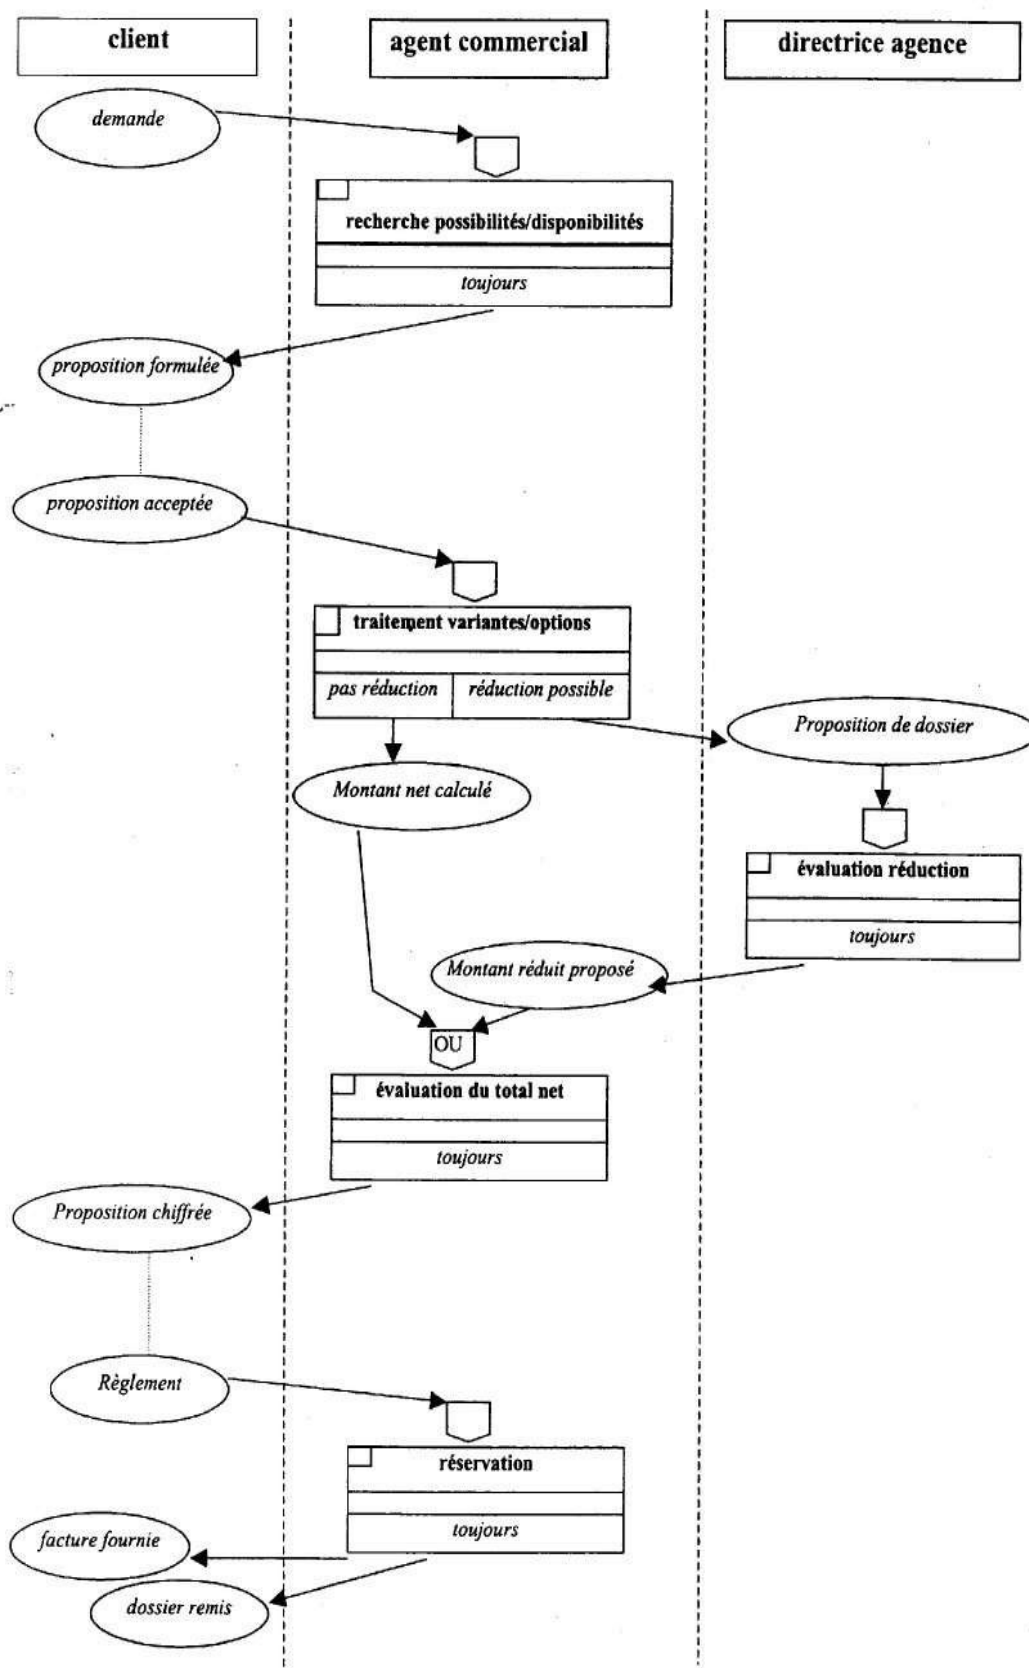 client
agent commercial
directrice agence
demande
recherche possibilités/disponibilités
toujours
proposition formulée
proposition acceptée
traitement variantes/options
pas réduction
réduction possible
Proposition de dossier
Montant net calculé
évaluation réduction
toujours
Montant réduit proposé
OU
évaluation du total net
toujours
Proposition chiffrée
Règlement
réservation
toujours
facture fournie
dossier remis